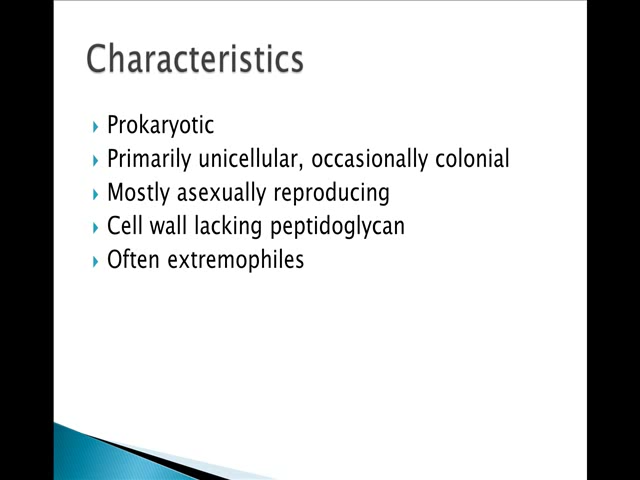 Characteristics
Prokaryotic
Primarily unicellular, occasionally colonial
Mostly asexually reproducing
Cell wall lacking peptidoglycan
Often extremophiles